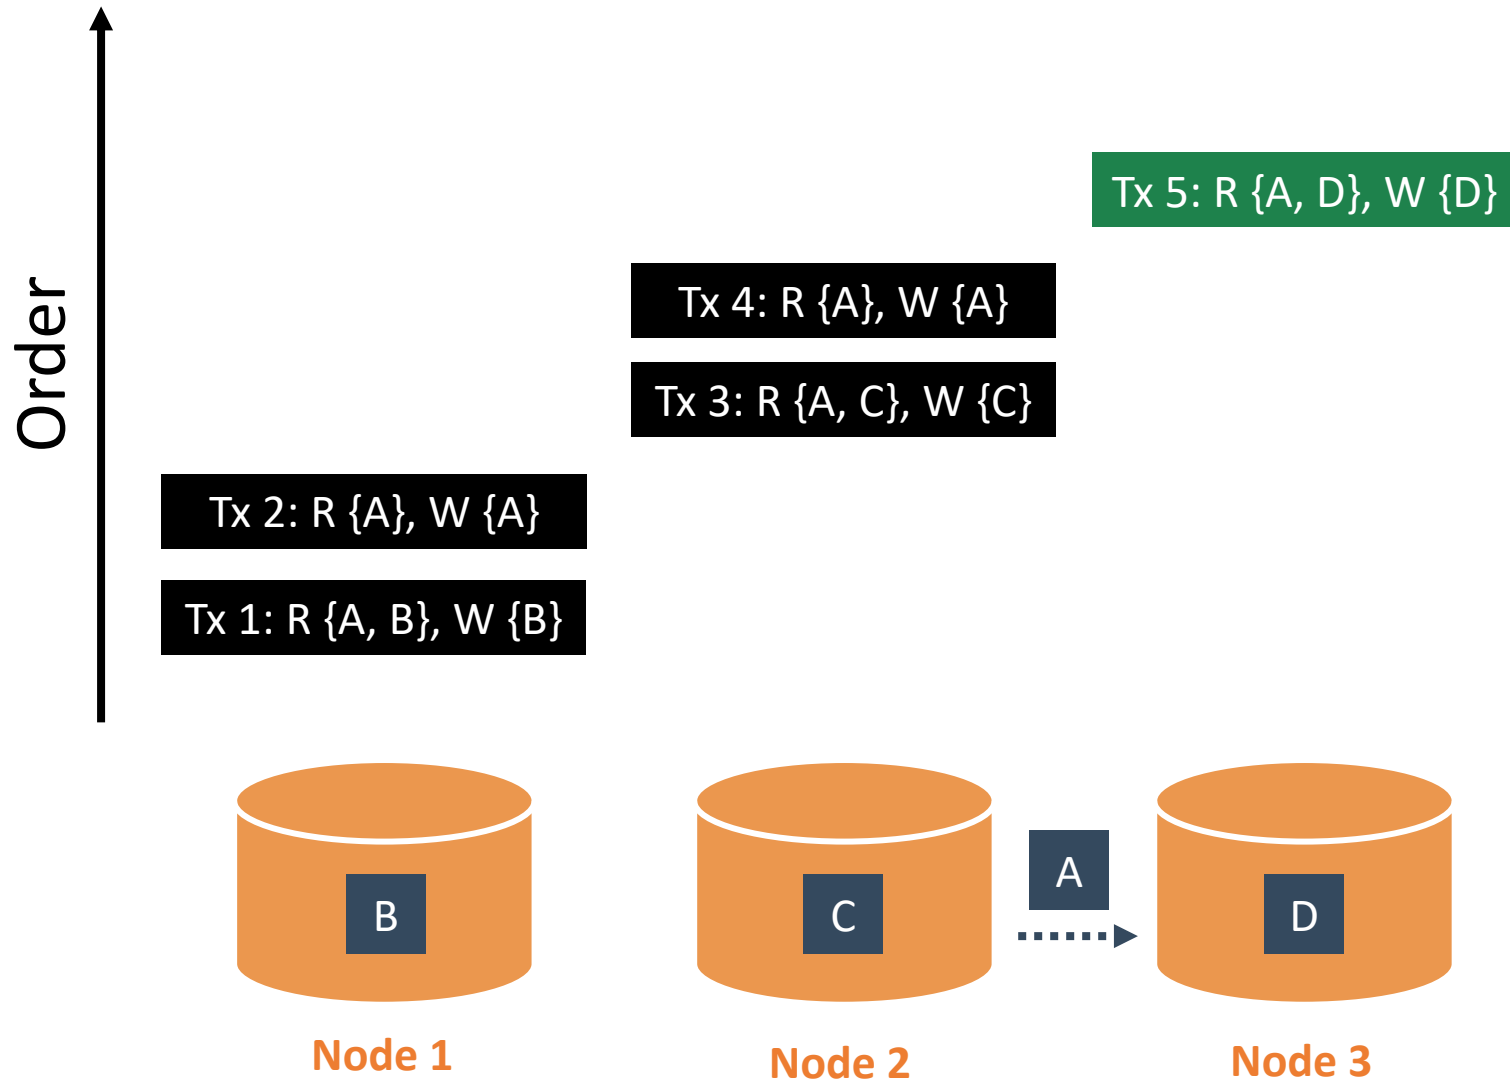 Order
Tx 5: R {A, D}, W {D}
Tx 4: R {A}, W {A}
Tx 3: R {A, C}, W {C}
Tx 2: R {A}, W {A}
Tx 1: R {A, B}, W {B}
A
B
C
D
Node 1
Node 2
Node 3